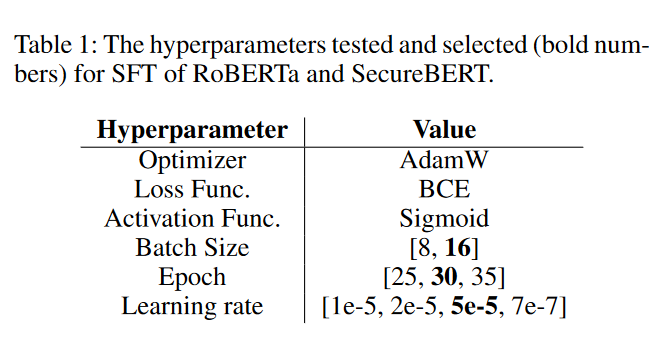 Table 1: The hyperparameters tested and selected (bold num-
bers) for SFT of RoBERTa and SecureBERT.
Hyperparameter Value
Optimizer AdamW
Loss Func. BCE
Activation Func. Sigmoid
Batch Size [8, 16]
Epoch [25, 30, 35]
Learning rate [1e-5, 2e-5, 5e-5, 7e-7]